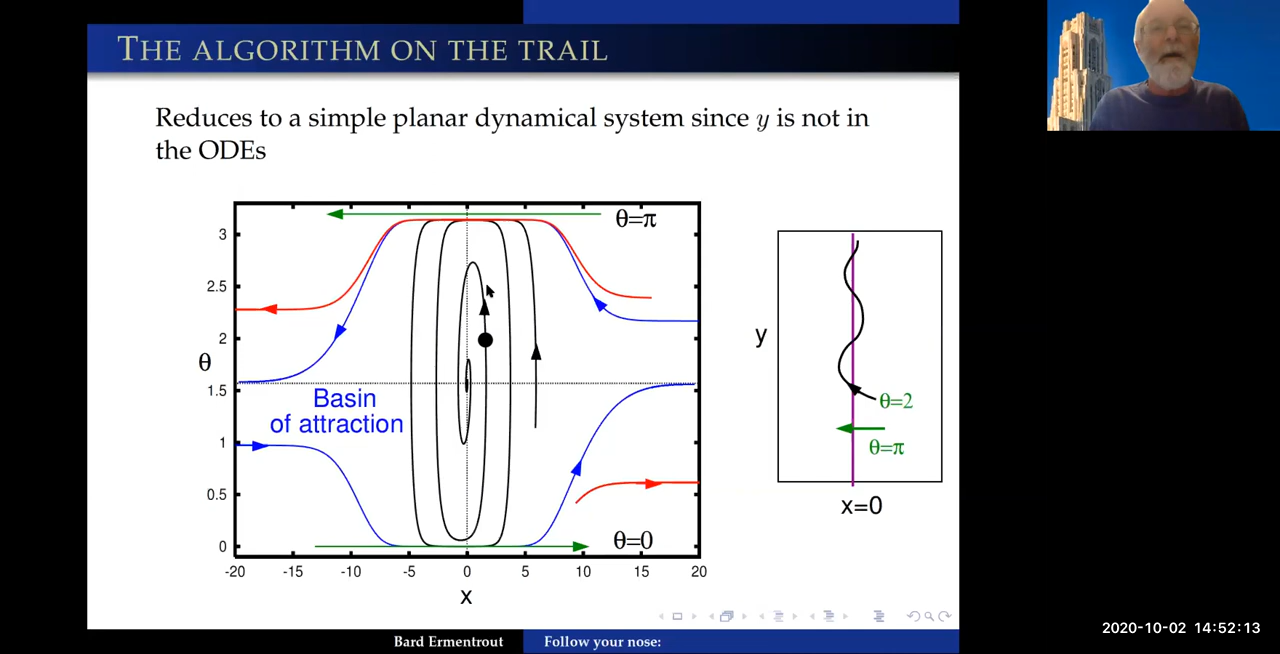 THE ALGORITHM ON THE TRAIL
Reduces to a simple planar dynamical system since y is not in
the ODEs
θ=π
3
2.5
2
θ
1.5
1
0.5
0
Basin
of attraction
θ=0
-20 -15 -10 -5 0 5 10 15 20
x
y
θ=2
θ=π
x=0
Bard Ermentrout Follow your nose:
2020-10-02 14:52:13